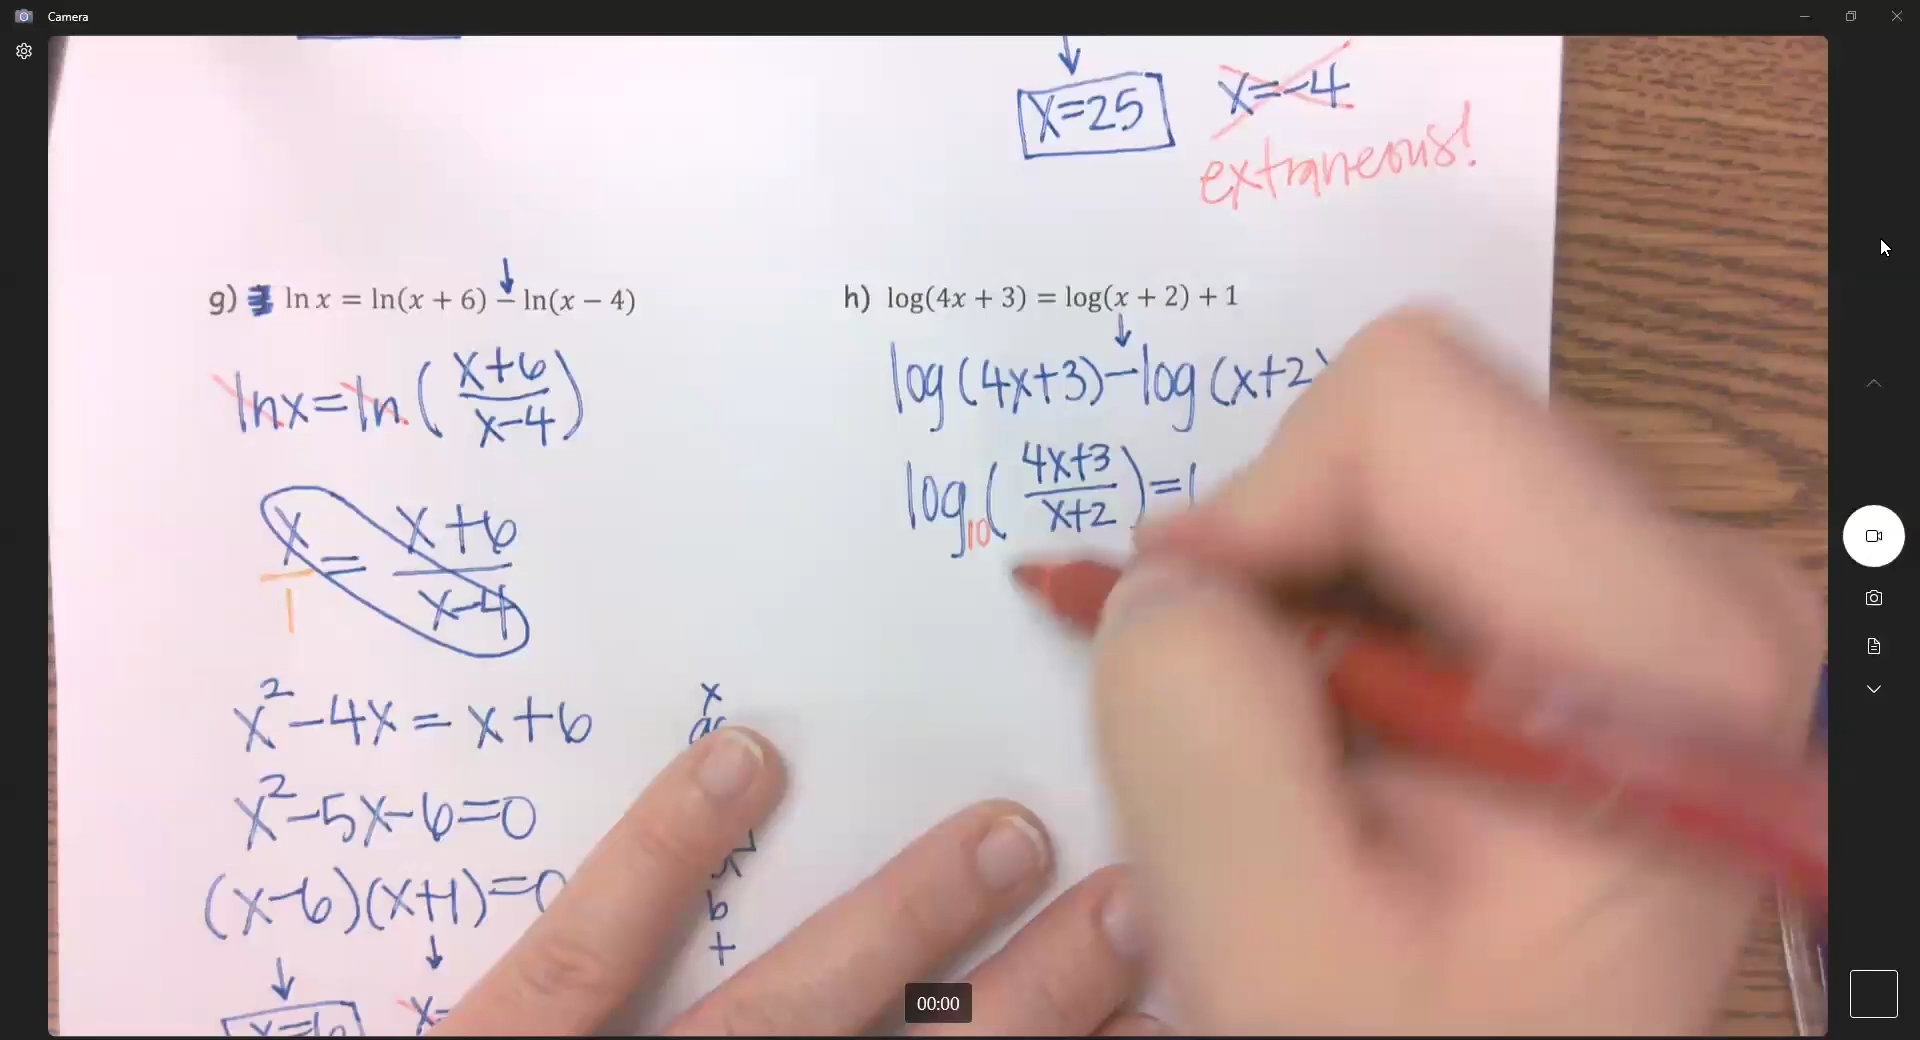 Camera
x=25
x=-4
extraneous!
g) ln x = ln(x + 6) − ln(x − 4)
lnx=ln(x+6/x-4)
x/1 = x+6/x-4
x²-4x=x+6
x²-5x-6=0
(x-6)(x+1)=0
x=6
x
b
+
h) log(4x + 3) = log(x + 2) + 1
log(4x+3)-log(x+2)
log₁₀(4x+3/x+2)=1
00:00